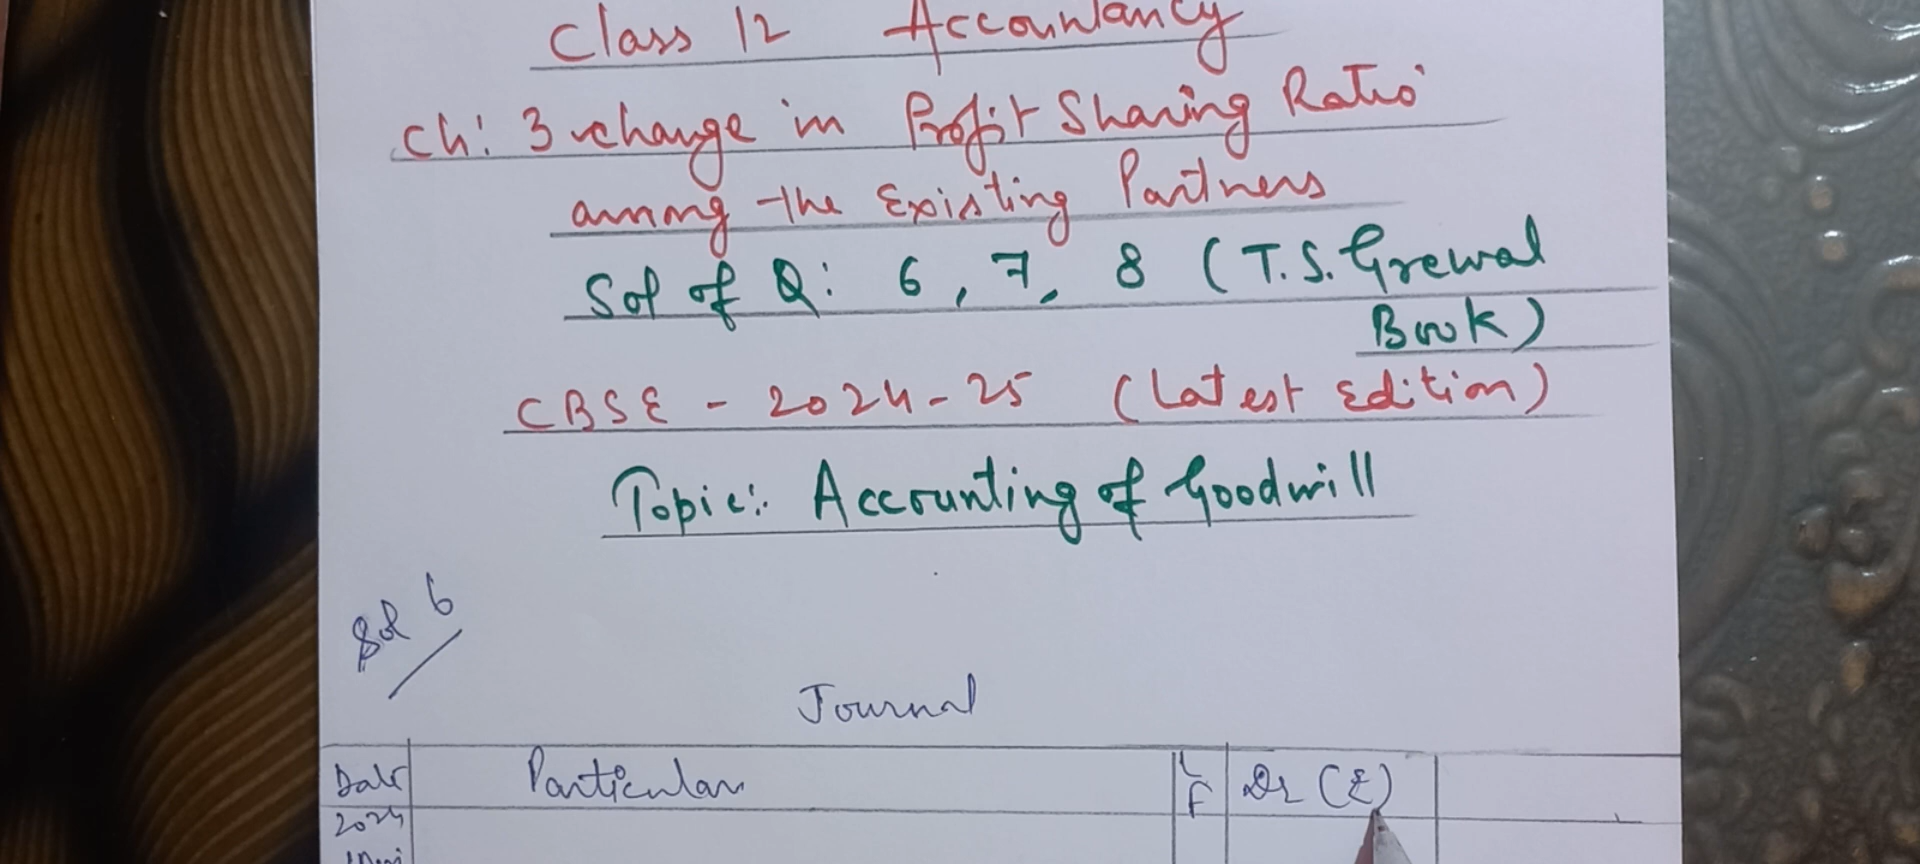 Class 12 Accountancy
Ch: 3 change in Profit Sharing Ratio
among the Existing Partners
Sol of Q: 6, 7, 8 (T.S. Grewal
Book)
CBSE - 2024-25 (Latest Edition)
Topic: Accounting of Goodwill
Sol 6
Journal
Date Particulars L F Dr (₹)
2024